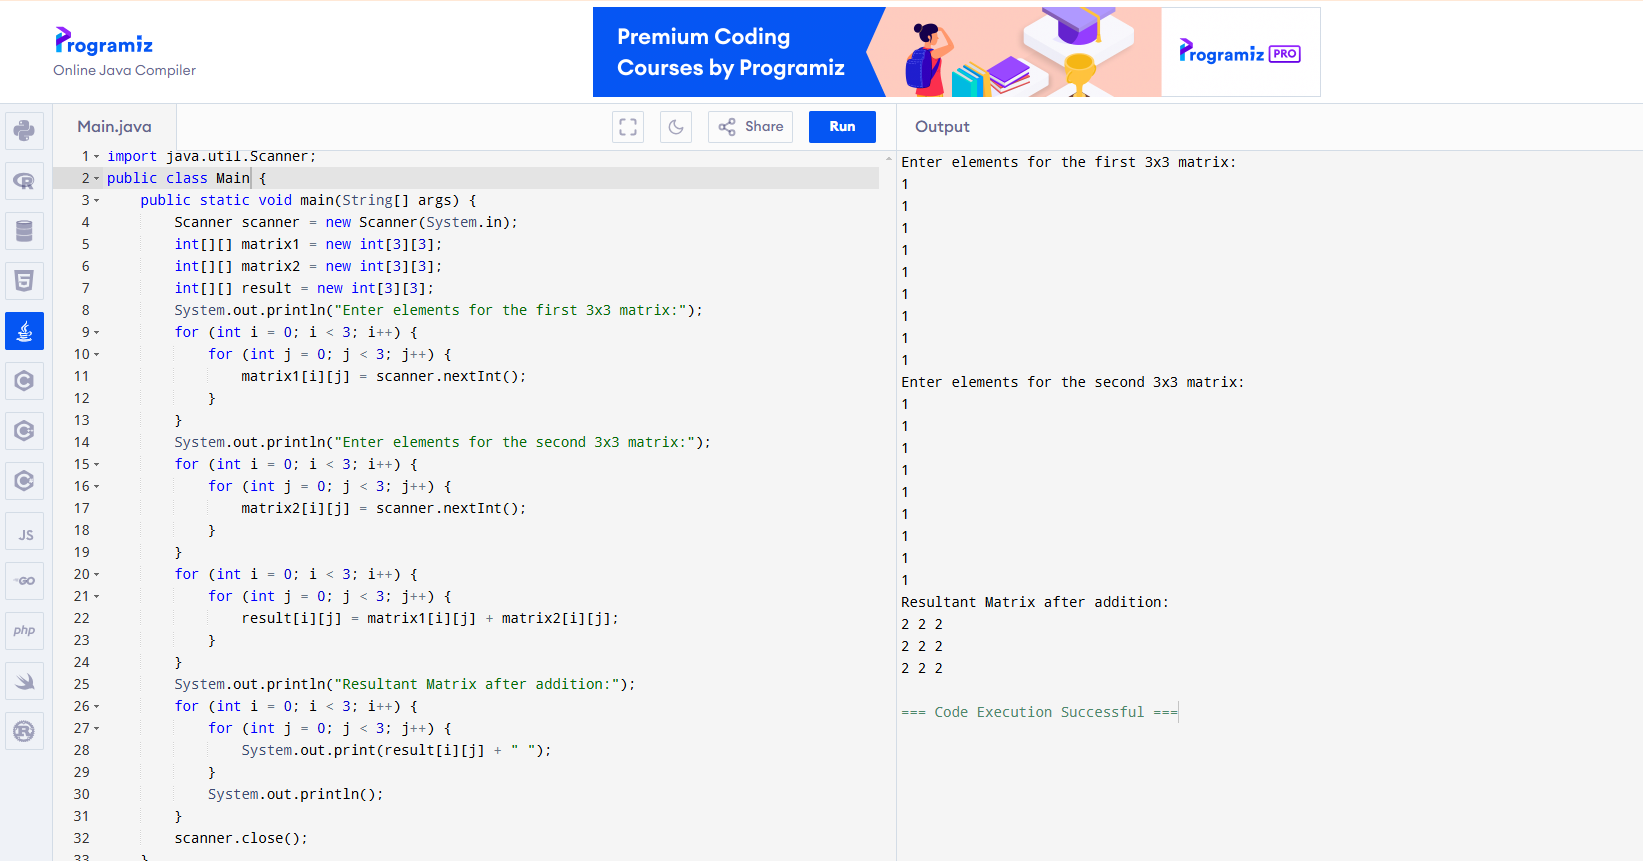 Programiz
Online Java Compiler
Premium Coding
Courses by Programiz
Programiz PRO
Main.java
Share
Run
Output
1 import java.util.Scanner;
2 public class Main {
3     public static void main(String[] args) {
4         Scanner scanner = new Scanner(System.in);
5         int[][] matrix1 = new int[3][3];
6         int[][] matrix2 = new int[3][3];
7         int[][] result = new int[3][3];
8         System.out.println("Enter elements for the first 3x3 matrix:");
9         for (int i = 0; i < 3; i++) {
10             for (int j = 0; j < 3; j++) {
11                 matrix1[i][j] = scanner.nextInt();
12             }
13         }
14         System.out.println("Enter elements for the second 3x3 matrix:");
15         for (int i = 0; i < 3; i++) {
16             for (int j = 0; j < 3; j++) {
17                 matrix2[i][j] = scanner.nextInt();
18             }
19         }
20         for (int i = 0; i < 3; i++) {
21             for (int j = 0; j < 3; j++) {
22                 result[i][j] = matrix1[i][j] + matrix2[i][j];
23             }
24         }
25         System.out.println("Resultant Matrix after addition:");
26         for (int i = 0; i < 3; i++) {
27             for (int j = 0; j < 3; j++) {
28                 System.out.print(result[i][j] + " ");
29             }
30             System.out.println();
31         }
32         scanner.close();
33     }
Enter elements for the first 3x3 matrix:
1
1
1
1
1
1
1
1
1
Enter elements for the second 3x3 matrix:
1
1
1
1
1
1
1
1
1
Resultant Matrix after addition:
2 2 2
2 2 2
2 2 2
=== Code Execution Successful ===
R
5
C
C
C
JS
GO
php
R